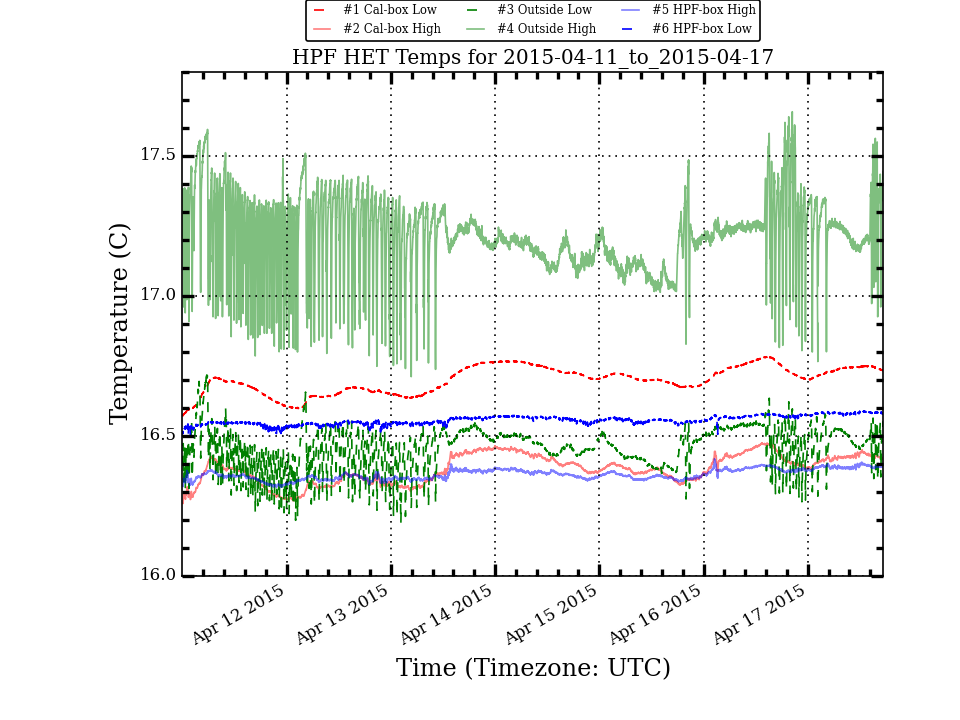 #1 Cal-box Low #3 Outside Low #5 HPF-box High
#2 Cal-box High #4 Outside High #6 HPF-box Low
HPF HET Temps for 2015-04-11_to_2015-04-17
17.5
17.0
16.5
16.0
Temperature (C)
Apr 12 2015 Apr 13 2015 Apr 14 2015 Apr 15 2015 Apr 16 2015 Apr 17 2015
Time (Timezone: UTC)